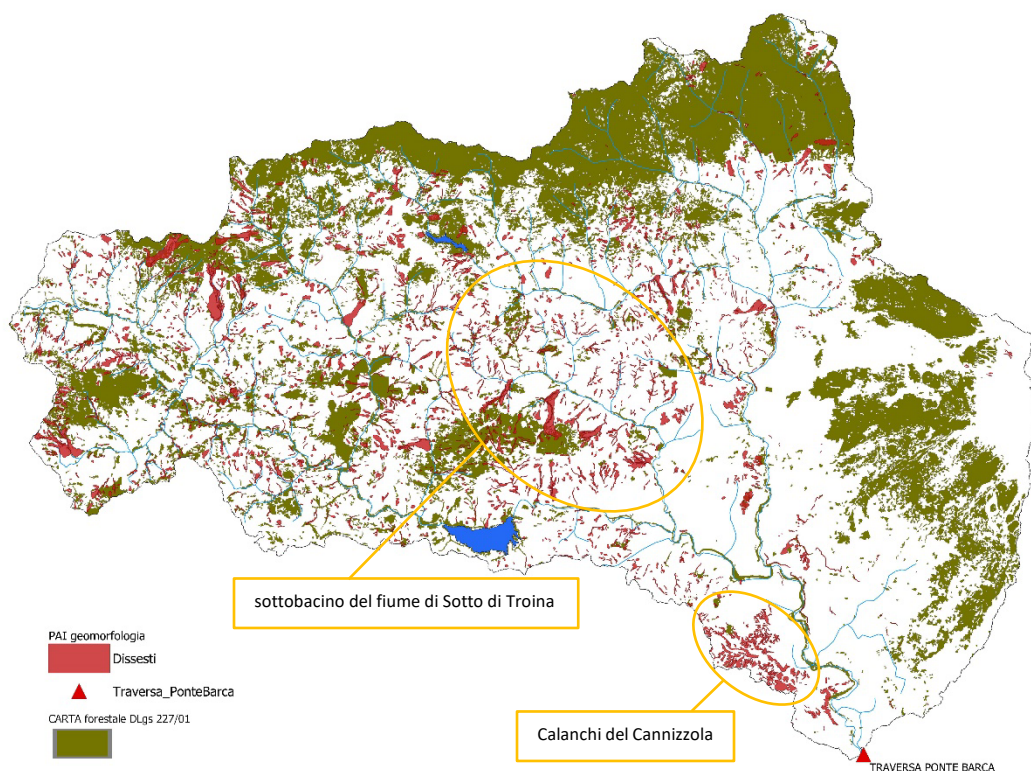 sottobacino del fiume di Sotto di Troina
PAI geomorfologia
Dissesti
Traversa_PonteBarca
CARTA forestale DLgs 227/01
Calanchi del Cannizzola
TRAVERSA PONTE BARCA